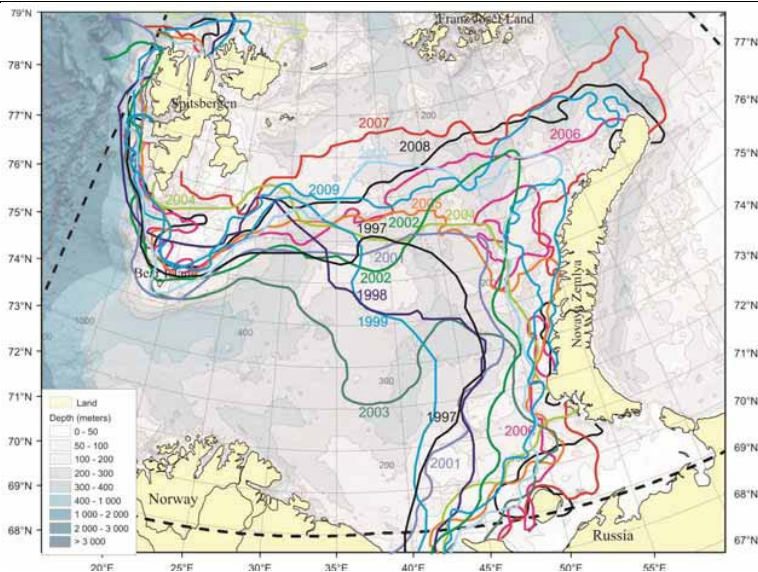 79°N
78°N
77°N
76°N
75°N
74°N
73°N
72°N
71°N
70°N
69°N
68°N
77°N
76°N
75°N
74°N
73°N
72°N
71°N
70°N
69°N
68°N
67°N
20°E
25°E
30°E
35°E
40°E
45°E
50°E
55°E
Franz Josef Land
Spitsbergen
Novaya Zemlya
Norway
Russia
2007
2008
2006
2009
2004
2005
2004
2002
1997
2001
2002
1998
1999
2003
1997
2001
1200
1000
400
300
200
Land
Depth (meters)
0 - 50
50 - 100
100 - 200
200 - 300
300 - 400
400 - 1 000
1 000 - 2 000
2 000 - 3 000
> 3 000